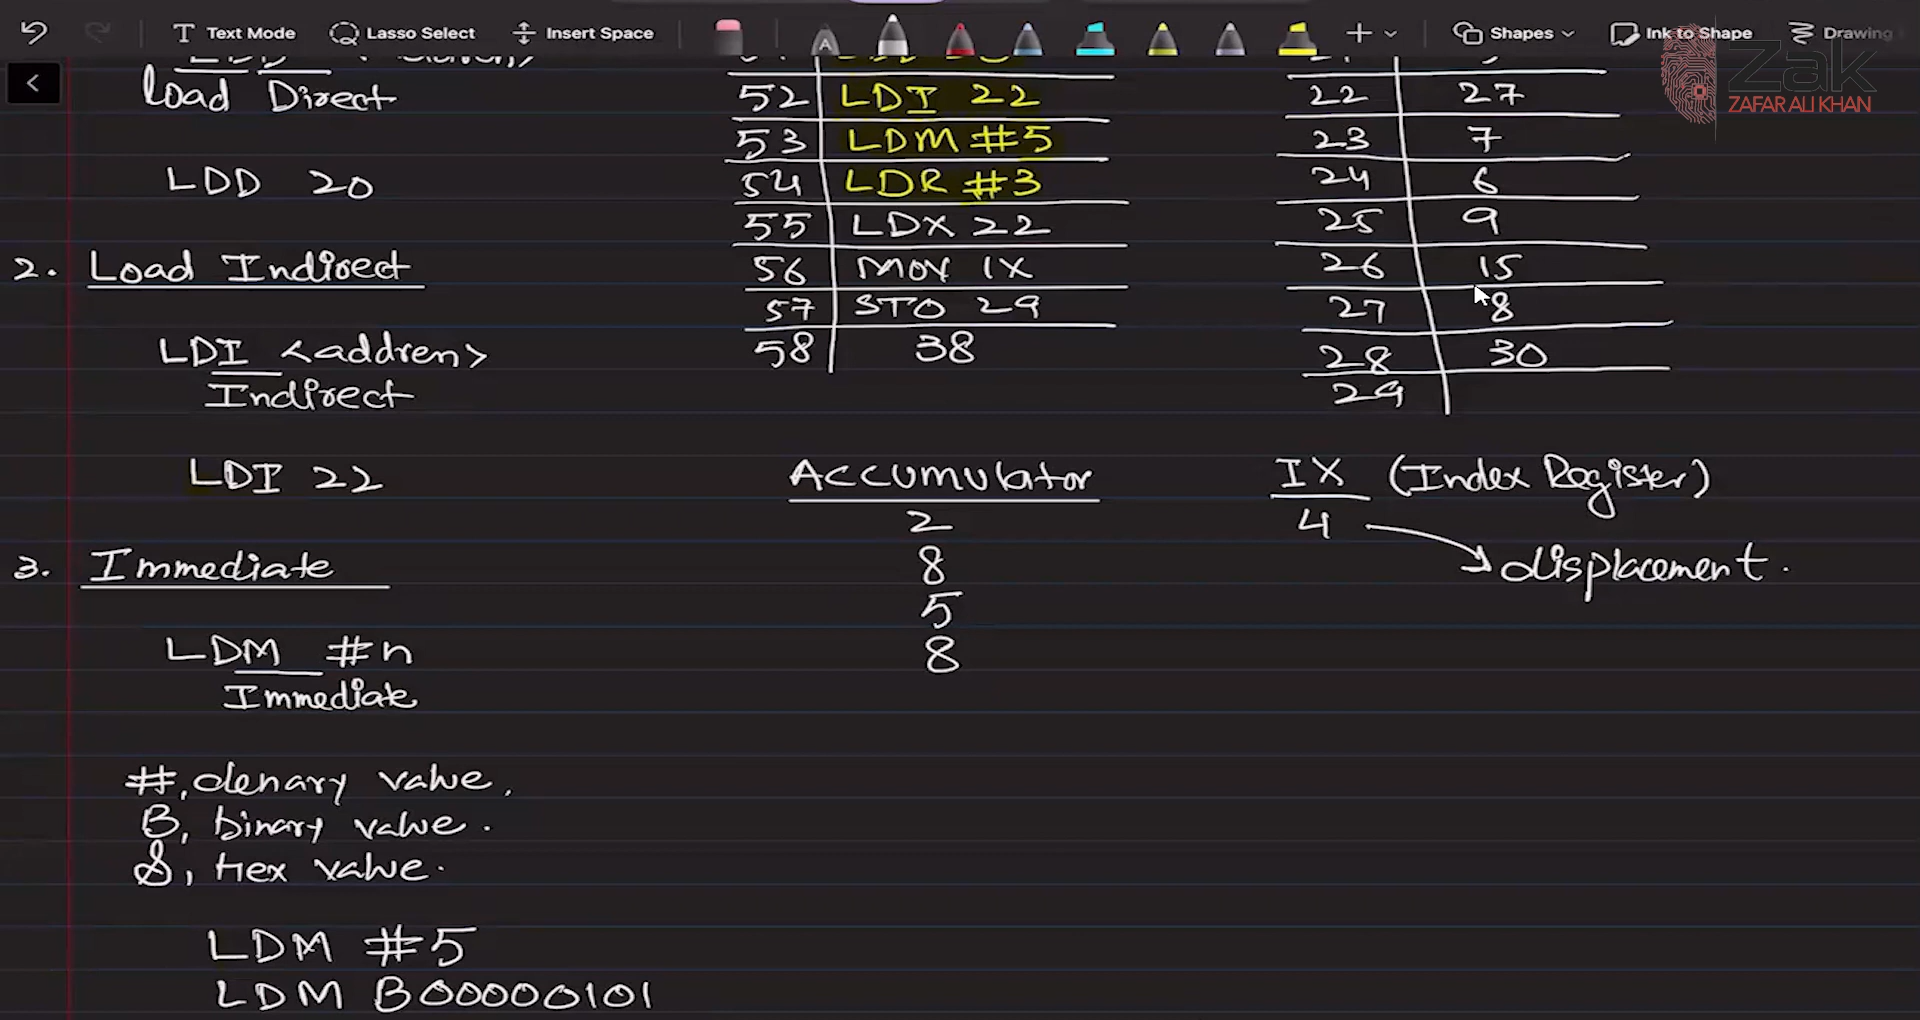 Text Mode Lasso Select Insert Space Shapes Ink to Shape Drawing
Zak
ZAFAR ALI KHAN
Load Direct
LDD 20
2. Load Indirect
LDI <addren>
Indirect
LDI 22
3. Immediate
LDM #n
Immediate
#, denary value.
B, binary value.
&, Hex value.
LDM #5
LDM B00000101
52 LDI 22
53 LDM #5
54 LDR #3
55 LDX 22
56 MOV IX
57 STO 29
58 38
22 27
23 7
24 6
25 9
26 15
27 8
28 30
29
Accumulator
2
8
5
8
IX (Index Register)
4
displacement.